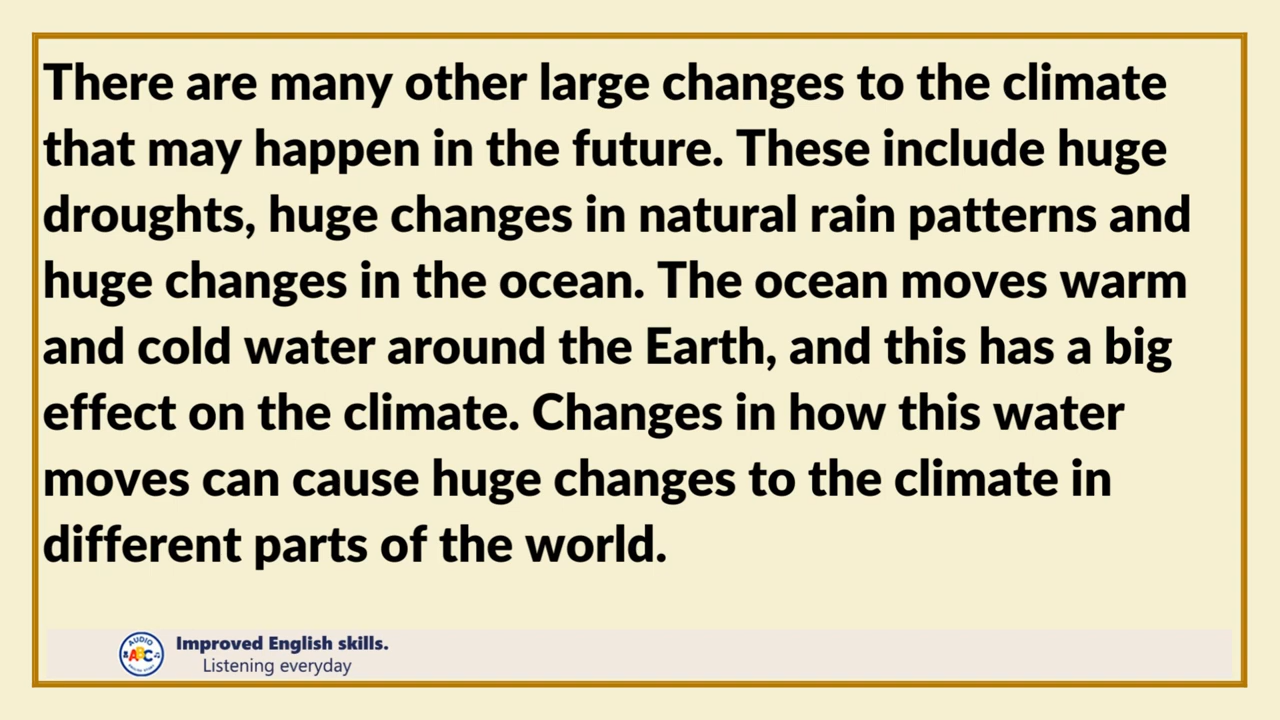 There are many other large changes to the climate
that may happen in the future. These include huge
droughts, huge changes in natural rain patterns and
huge changes in the ocean. The ocean moves warm
and cold water around the Earth, and this has a big
effect on the climate. Changes in how this water
moves can cause huge changes to the climate in
different parts of the world.
AUDIO
ABC
Improved English skills.
Listening everyday